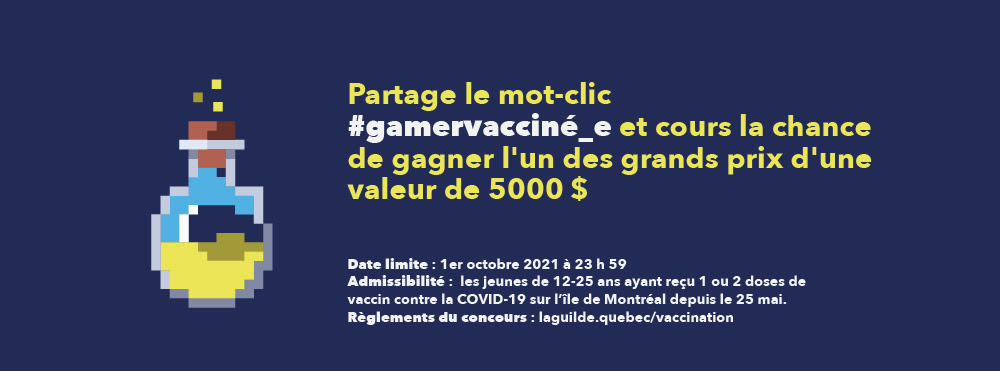 Partage le mot-clic
#gamervacciné_e et cours la chance
de gagner l'un des grands prix d'une
valeur de 5000 $
Date limite : 1er octobre 2021 à 23 h 59
Admissibilité :  les jeunes de 12-25 ans ayant reçu 1 ou 2 doses de
vaccin contre la COVID-19 sur l’île de Montréal depuis le 25 mai.
Règlements du concours : laguilde.quebec/vaccination